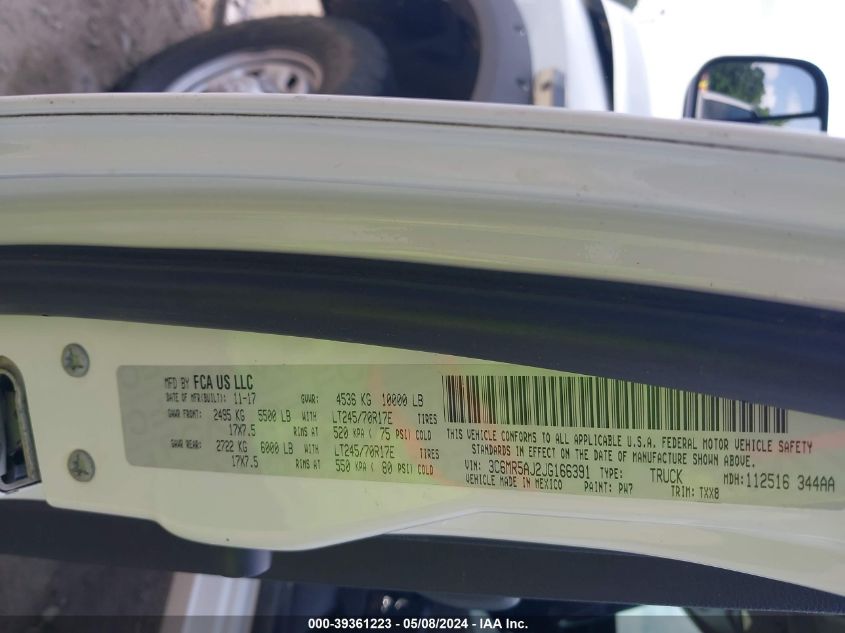 MFD BY FCA US LLC
DATE OF MFR(BUILT): 11-17 GVWR: 4536 KG 10000 LB
GAWR FRONT: 2495 KG 5500 LB WITH LT245/70R17E TIRES
17X7.5 RIMS AT 520 KPA ( 75 PSI) COLD
GAWR REAR: 2722 KG 6000 LB WITH LT245/70R17E TIRES
17X7.5 RIMS AT 550 KPA ( 80 PSI) COLD
THIS VEHICLE CONFORMS TO ALL APPLICABLE U.S.A. FEDERAL MOTOR VEHICLE SAFETY
STANDARDS IN EFFECT ON THE DATE OF MANUFACTURE SHOWN ABOVE.
VIN: 3C6MR5AJ2JG166391 TYPE: TRUCK MDH:112516 344AA
VEHICLE MADE IN MEXICO PAINT: PW7 TRIM: TXX8
000-39361223 - 05/08/2024 - IAA Inc.